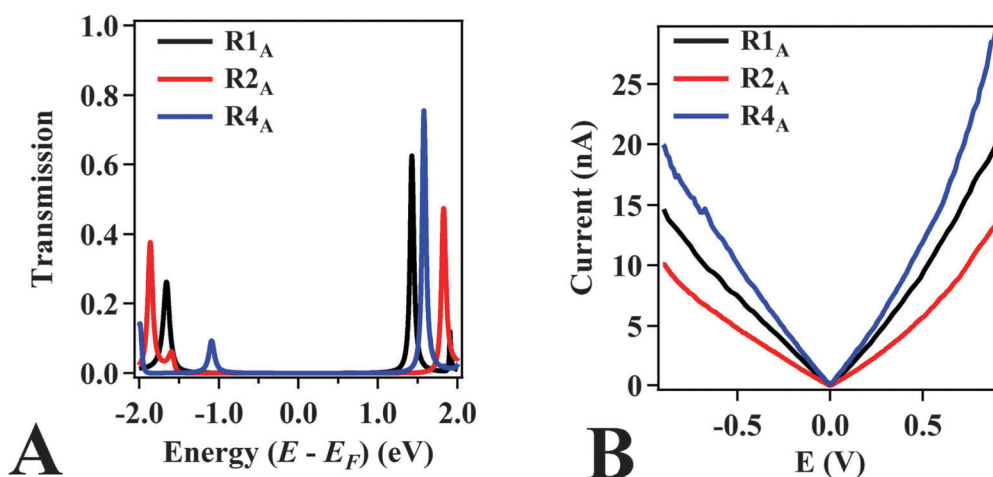 1.0
0.8
0.6
0.4
0.2
0.0
Transmission
R1A
R2A
R4A
-2.0 -1.0 0.0 1.0 2.0
Energy (E - EF) (eV)
A
25
20
15
10
5
0
Current (nA)
R1A
R2A
R4A
-0.5 0.0 0.5
E (V)
B